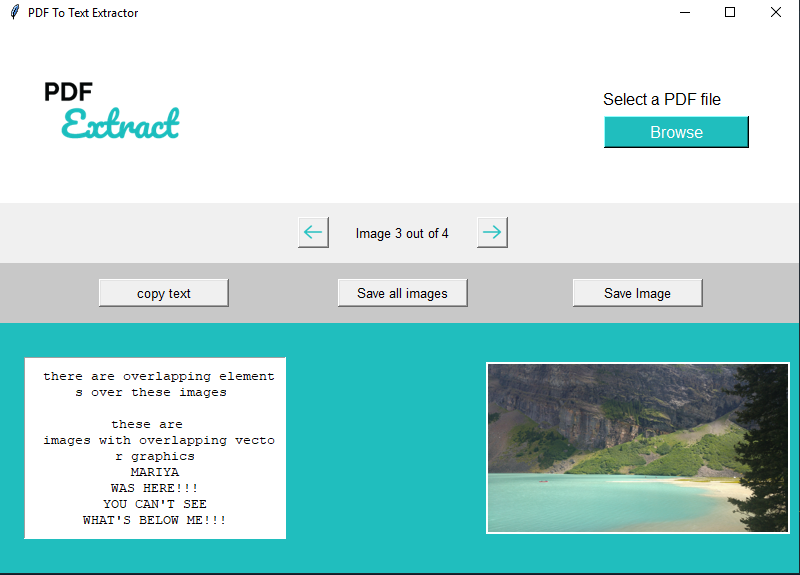 PDF To Text Extractor
PDF
Extract
Select a PDF file
Browse
Image 3 out of 4
copy text
Save all images
Save Image
there are overlapping element
s over these images
these are
images with overlapping vecto
r graphics
MARIYA
WAS HERE!!!
YOU CAN'T SEE
WHAT'S BELOW ME!!!